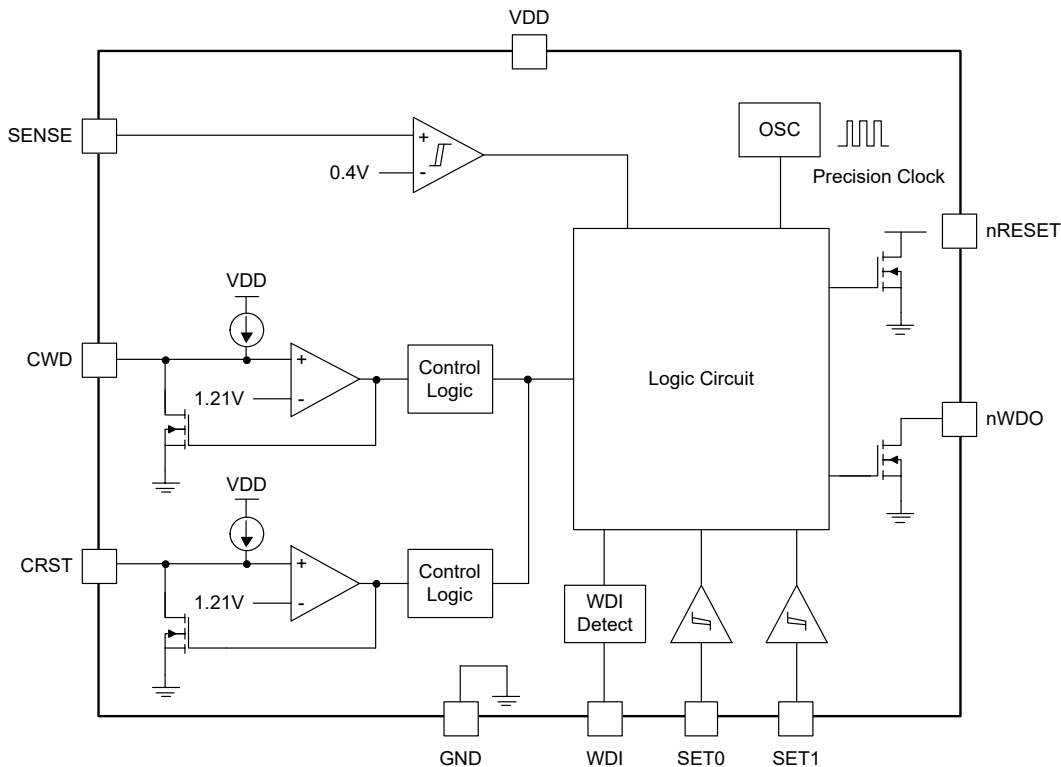 VDD
SENSE
+
0.4V
-
OSC
Precision Clock
nRESET
VDD
CWD
+
1.21V
-
Control
Logic
Logic Circuit
nWDO
VDD
CRST
+
1.21V
-
Control
Logic
WDI
Detect
GND
WDI
SET0
SET1